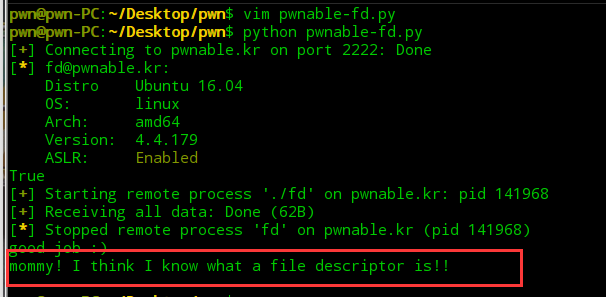 pwn@pwn-PC:~/Desktop/pwn$ vim pwnable-fd.py
pwn@pwn-PC:~/Desktop/pwn$ python pwnable-fd.py
[+] Connecting to pwnable.kr on port 2222: Done
[*] fd@pwnable.kr:
    Distro    Ubuntu 16.04
    OS:       linux
    Arch:     amd64
    Version:  4.4.179
    ASLR:     Enabled
True
[+] Starting remote process './fd' on pwnable.kr: pid 141968
[+] Receiving all data: Done (62B)
[*] Stopped remote process 'fd' on pwnable.kr (pid 141968)
good job :)
mommy! I think I know what a file descriptor is!!